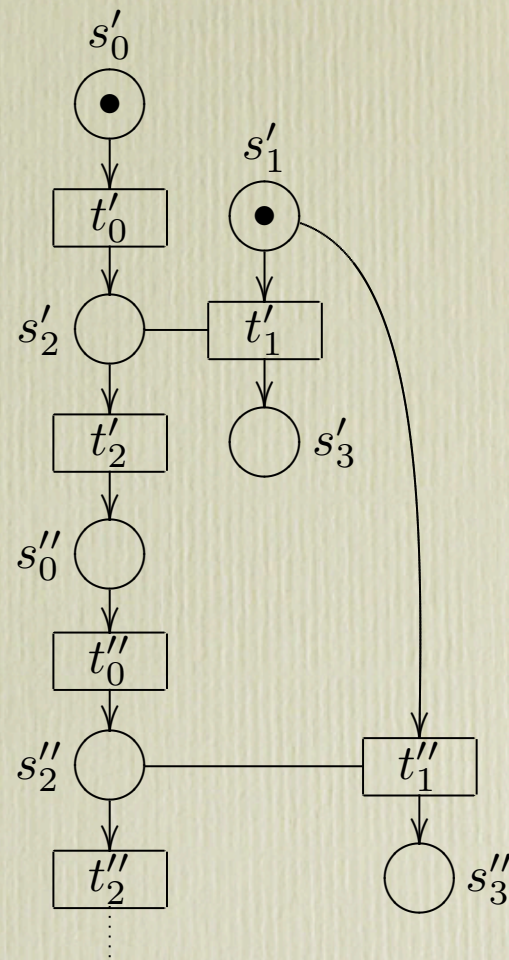 s′₀
s′₁
t′₀
s′₂
t′₁
t′₂
s′₃
s″₀
t″₀
s″₂
t″₁
t″₂
s″₃